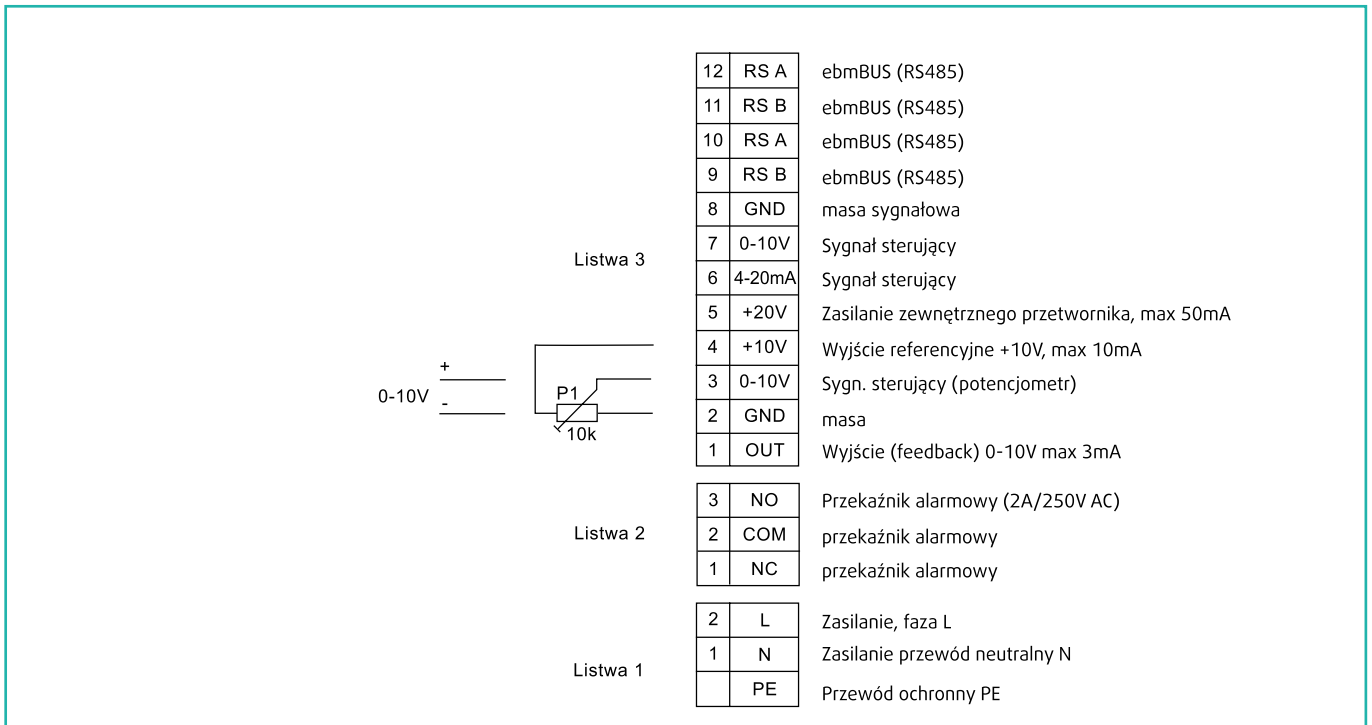 12 RS A ebmBUS (RS485)
11 RS B ebmBUS (RS485)
10 RS A ebmBUS (RS485)
9 RS B ebmBUS (RS485)
8 GND masa sygnałowa
Listwa 3
7 0-10V Sygnał sterujący
6 4-20mA Sygnał sterujący
5 +20V Zasilanie zewnętrznego przetwornika, max 50mA
4 +10V Wyjście referencyjne +10V, max 10mA
+
0-10V
-
P1
10k
3 0-10V Sygn. sterujący (potencjometr)
2 GND masa
1 OUT Wyjście (feedback) 0-10V max 3mA
3 NO Przekaźnik alarmowy (2A/250V AC)
Listwa 2
2 COM przekaźnik alarmowy
1 NC przekaźnik alarmowy
2 L Zasilanie, faza L
1 N Zasilanie przewód neutralny N
Listwa 1
PE Przewód ochronny PE